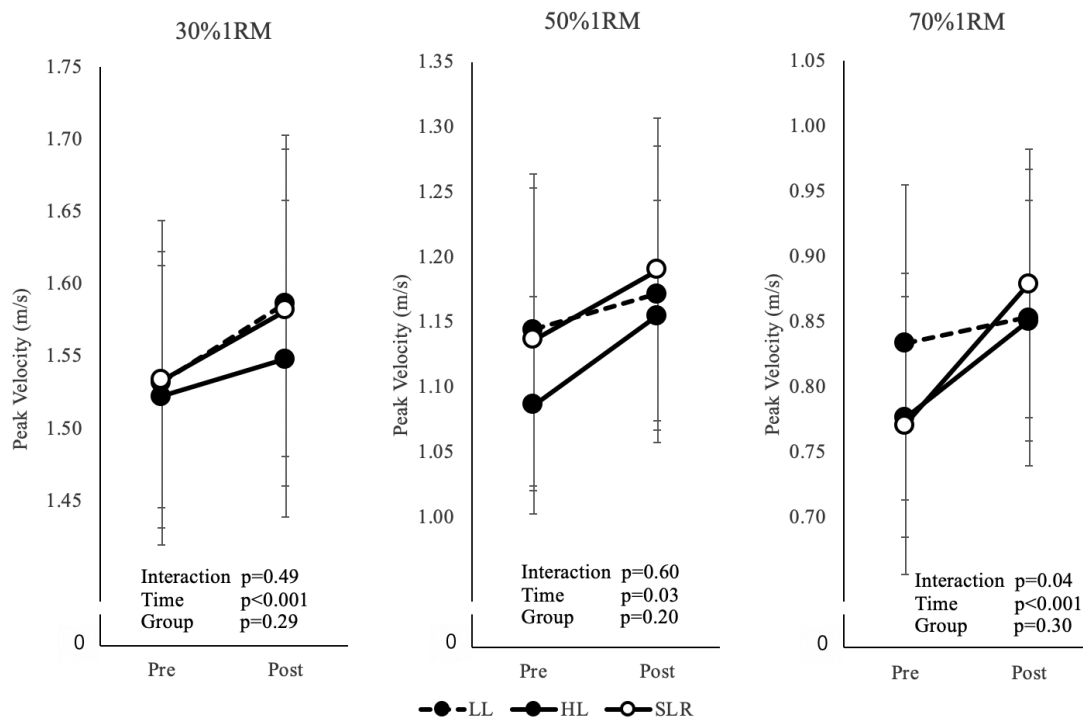 30%1RM
Peak Velocity (m/s)
1.75
1.70
1.65
1.60
1.55
1.50
1.45
0
Interaction p=0.49
Time p<0.001
Group p=0.29
Pre Post
50%1RM
Peak Velocity (m/s)
1.35
1.30
1.25
1.20
1.15
1.10
1.05
1.00
0
Interaction p=0.60
Time p=0.03
Group p=0.20
Pre Post
70%1RM
Peak Velocity (m/s)
1.05
1.00
0.95
0.90
0.85
0.80
0.75
0.70
0
Interaction p=0.04
Time p<0.001
Group p=0.30
Pre Post
LL HL SLR